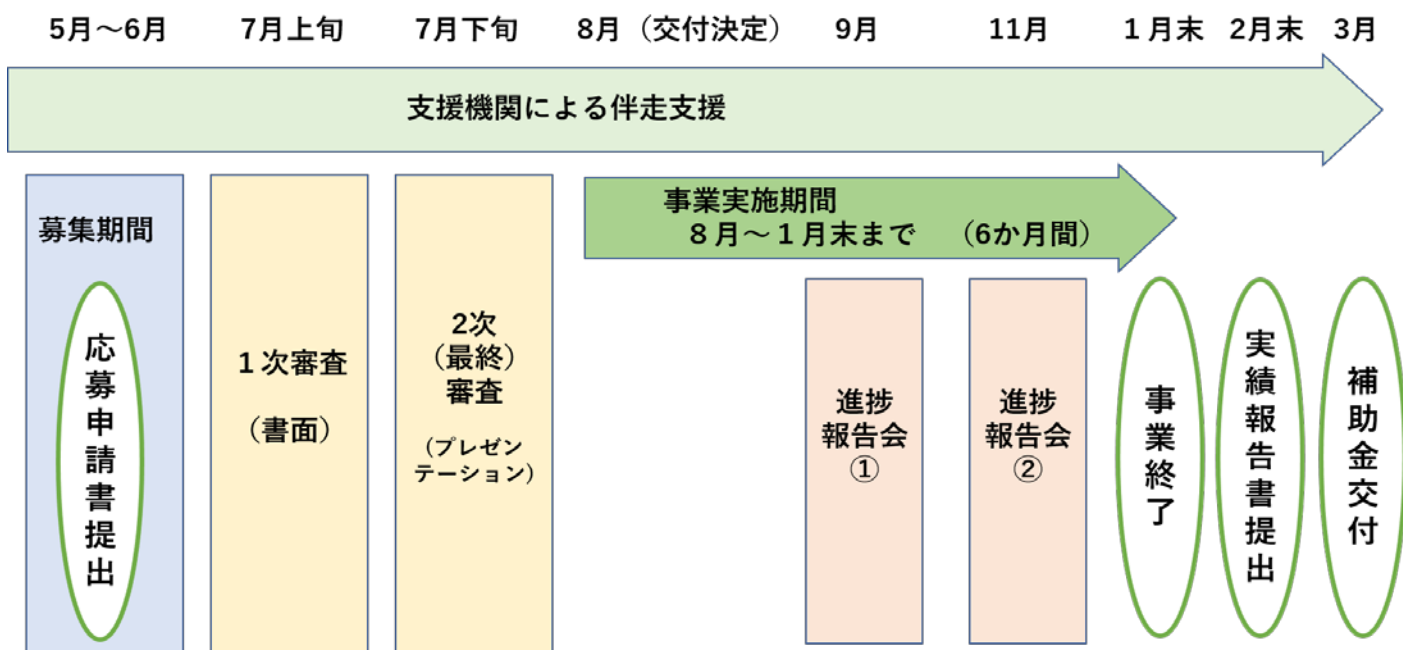 5月～6月
7月上旬
7月下旬
8月（交付決定）
9月
11月
１月末
2月末
3月
支援機関による伴走支援
募集期間
応募申請書提出
１次審査
（書面）
2次
（最終）
審査
（プレゼン
テーション）
事業実施期間
８月～１月末まで　（6か月間）
進捗
報告会
①
進捗
報告会
②
事業終了
実績報告書提出
補助金交付